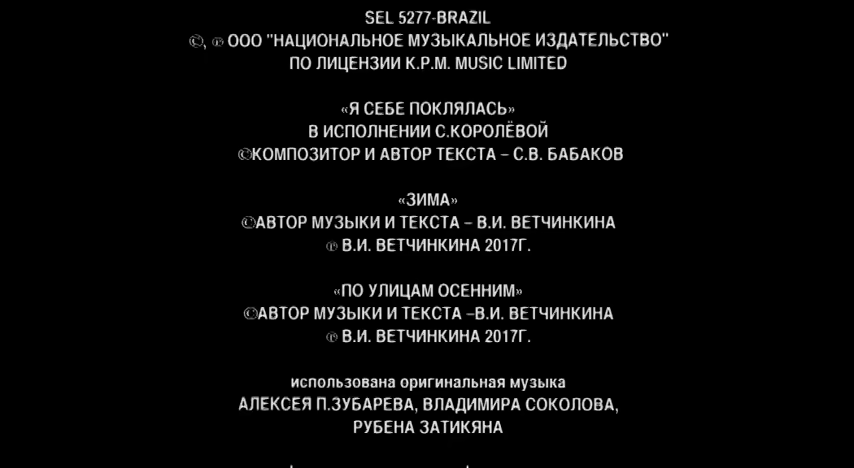 SEL 5277-BRAZIL
©, ℗ ООО "НАЦИОНАЛЬНОЕ МУЗЫКАЛЬНОЕ ИЗДАТЕЛЬСТВО"
ПО ЛИЦЕНЗИИ K.P.M. MUSIC LIMITED
«Я СЕБЕ ПОКЛЯЛАСЬ»
В ИСПОЛНЕНИИ С.КОРОЛЁВОЙ
©КОМПОЗИТОР И АВТОР ТЕКСТА – С.В. БАБАКОВ
«ЗИМА»
©АВТОР МУЗЫКИ И ТЕКСТА – В.И. ВЕТЧИНКИНА
℗ В.И. ВЕТЧИНКИНА 2017Г.
«ПО УЛИЦАМ ОСЕННИМ»
©АВТОР МУЗЫКИ И ТЕКСТА –В.И. ВЕТЧИНКИНА
℗ В.И. ВЕТЧИНКИНА 2017Г.
использована оригинальная музыка
АЛЕКСЕЯ П.ЗУБАРЕВА, ВЛАДИМИРА СОКОЛОВА,
РУБЕНА ЗАТИКЯНА